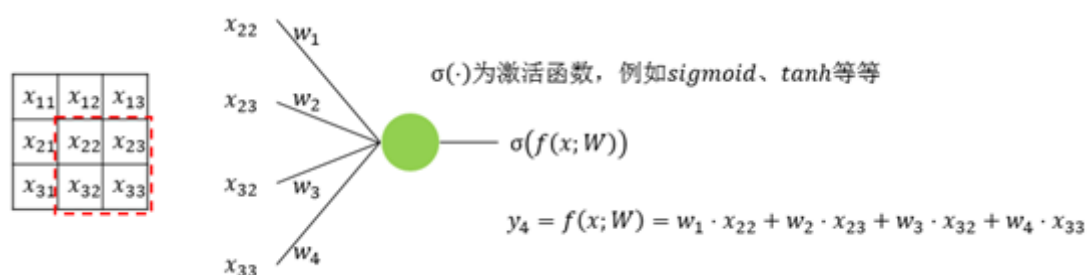 x₁₁ x₁₂ x₁₃
x₂₁ x₂₂ x₂₃
x₃₁ x₃₂ x₃₃
x₂₂ w₁
x₂₃ w₂
x₃₂ w₃
x₃₃ w₄
σ(·)为激活函数，例如sigmoid、tanh等等
σ(f(x;W))
y₄ = f(x;W) = w₁ · x₂₂ + w₂ · x₂₃ + w₃ · x₃₂ + w₄ · x₃₃